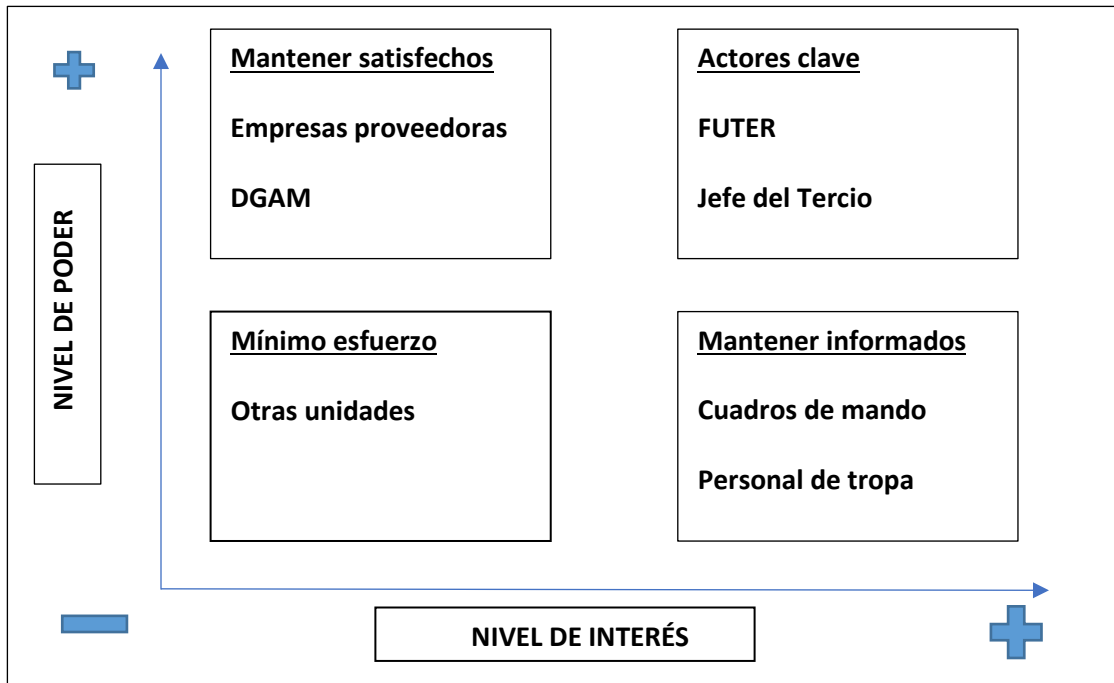 Mantener satisfechos
Empresas proveedoras
DGAM
Actores clave
FUTER
Jefe del Tercio
NIVEL DE PODER
Mínimo esfuerzo
Otras unidades
Mantener informados
Cuadros de mando
Personal de tropa
NIVEL DE INTERÉS